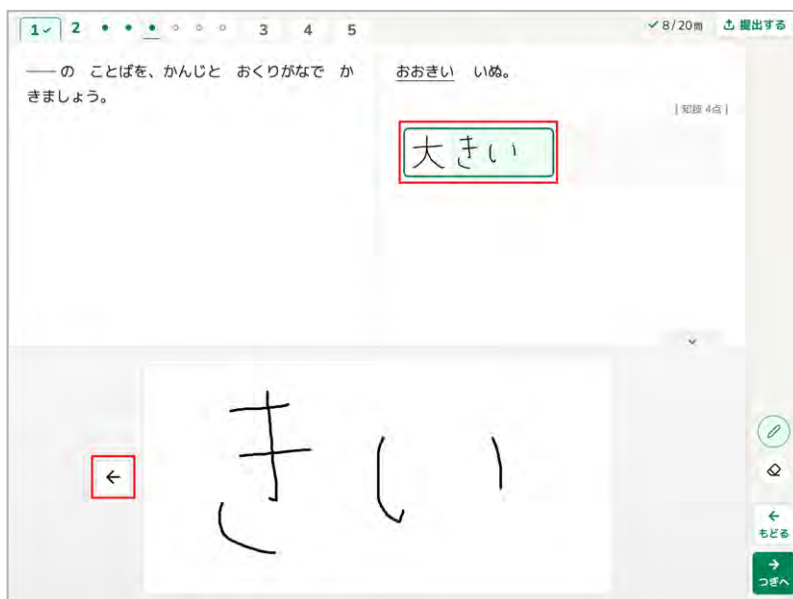 1 2 3 4 5
8/20問 提出する
――の ことばを、かんじと おくりがなで か
きましょう。
おおきい いぬ。
[知技 4点]
大きい
きい
もどる
つぎへ